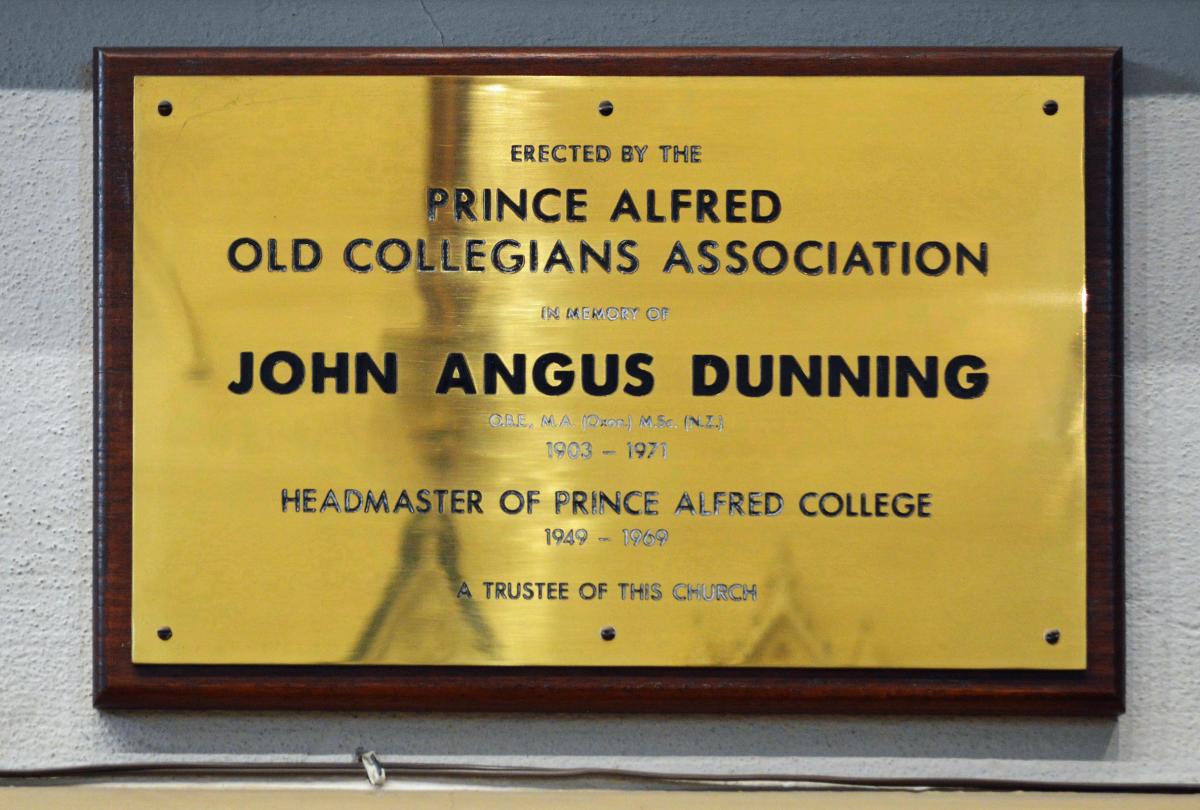 ERECTED BY THE
PRINCE ALFRED
OLD COLLEGIANS ASSOCIATION
IN MEMORY OF
JOHN ANGUS DUNNING
O.B.E., M.A. (Oxon.) M.Sc. (N.Z.)
1903 – 1971
HEADMASTER OF PRINCE ALFRED COLLEGE
1949 – 1969
A TRUSTEE OF THIS CHURCH